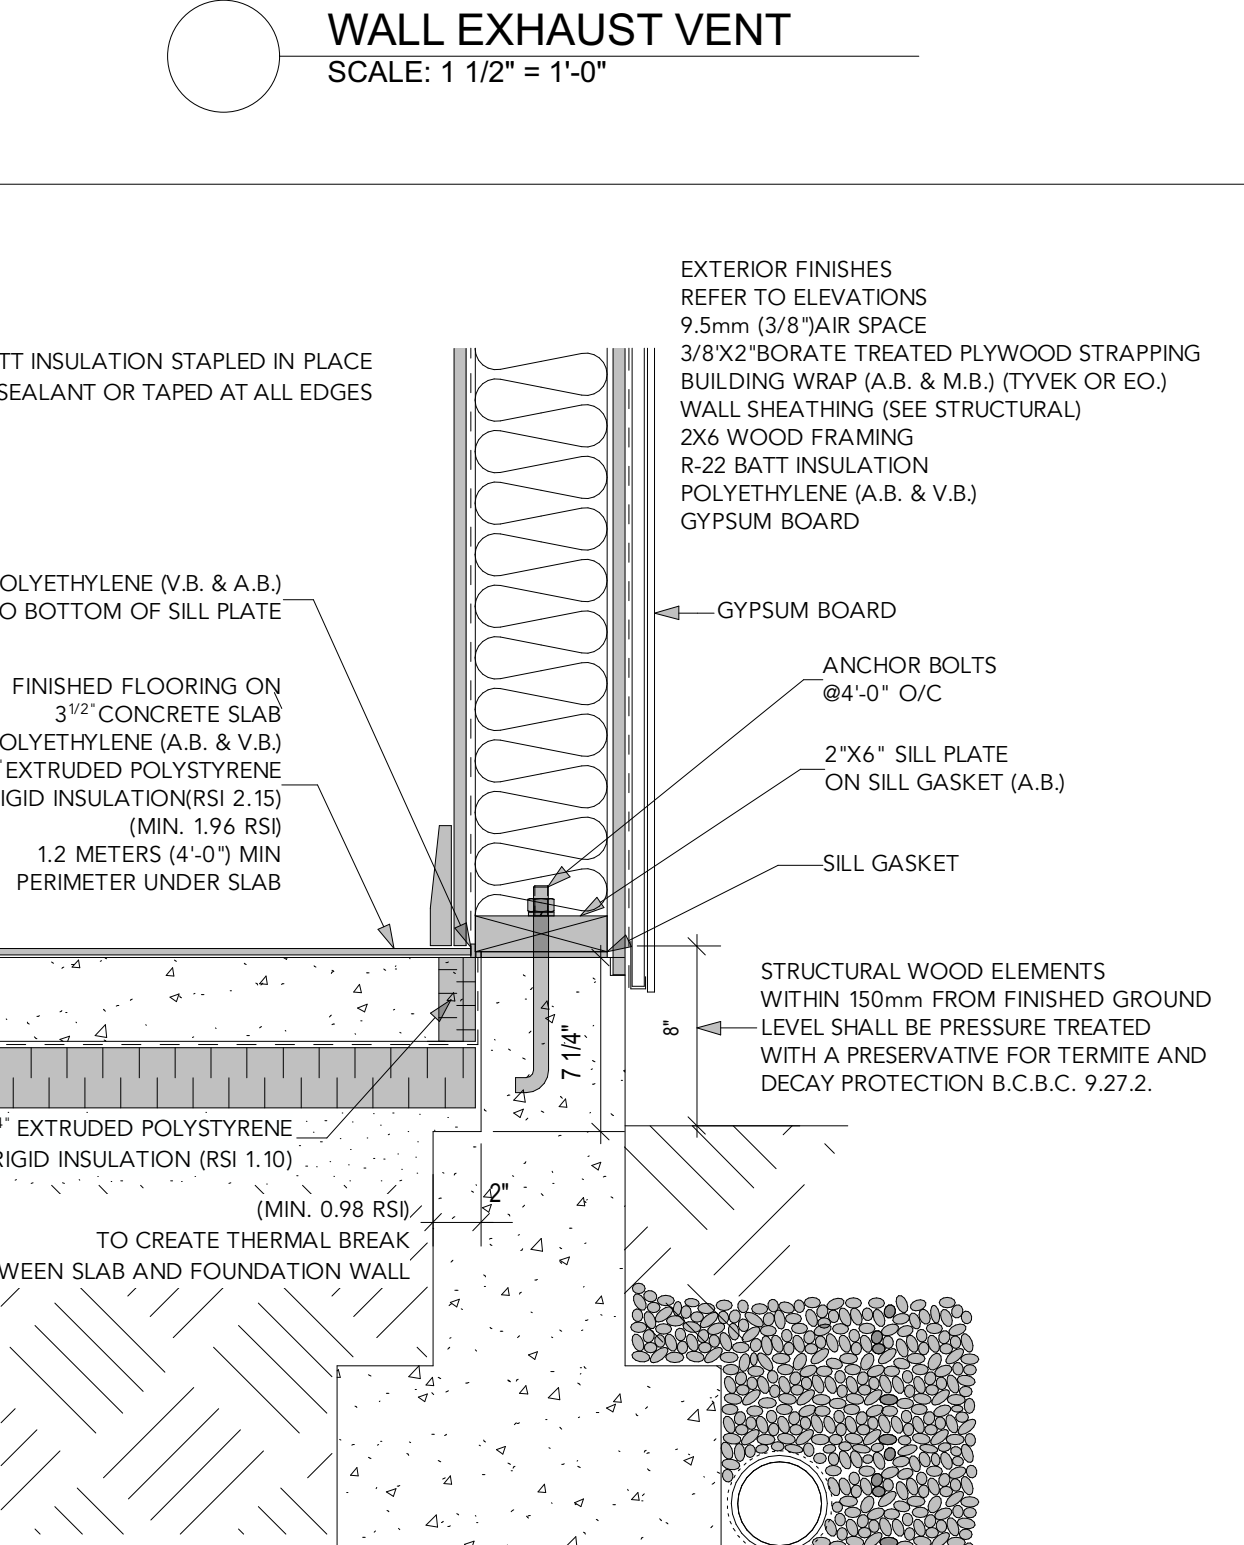 WALL EXHAUST VENT
SCALE: 1 1/2" = 1'-0"
EXTERIOR FINISHES
REFER TO ELEVATIONS
9.5mm (3/8")AIR SPACE
3/8'X2"BORATE TREATED PLYWOOD STRAPPING
BUILDING WRAP (A.B. & M.B.) (TYVEK OR EO.)
WALL SHEATHING (SEE STRUCTURAL)
2X6 WOOD FRAMING
R-22 BATT INSULATION
POLYETHYLENE (A.B. & V.B.)
GYPSUM BOARD
TT INSULATION STAPLED IN PLACE
SEALANT OR TAPED AT ALL EDGES
OLYETHYLENE (V.B. & A.B.)
O BOTTOM OF SILL PLATE
FINISHED FLOORING ON
3 1/2" CONCRETE SLAB
OLYETHYLENE (A.B. & V.B.)
" EXTRUDED POLYSTYRENE
IGID INSULATION(RSI 2.15)
(MIN. 1.96 RSI)
1.2 METERS (4'-0") MIN
PERIMETER UNDER SLAB
GYPSUM BOARD
ANCHOR BOLTS
@4'-0" O/C
2"X6" SILL PLATE
ON SILL GASKET (A.B.)
SILL GASKET
STRUCTURAL WOOD ELEMENTS
WITHIN 150mm FROM FINISHED GROUND
LEVEL SHALL BE PRESSURE TREATED
WITH A PRESERVATIVE FOR TERMITE AND
DECAY PROTECTION B.C.B.C. 9.27.2.
8"
7 1/4"
2"
4" EXTRUDED POLYSTYRENE
RIGID INSULATION (RSI 1.10)
(MIN. 0.98 RSI)
TO CREATE THERMAL BREAK
WEEN SLAB AND FOUNDATION WALL